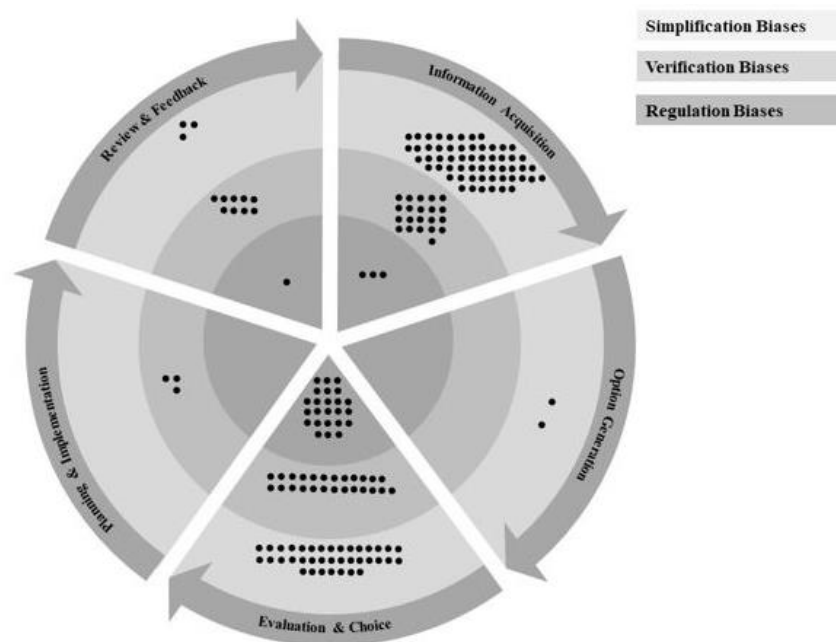 Simplification Biases
Verification Biases
Regulation Biases
Review & Feedback
Information Acquisition
Option Generation
Planning & Implementation
Evaluation & Choice